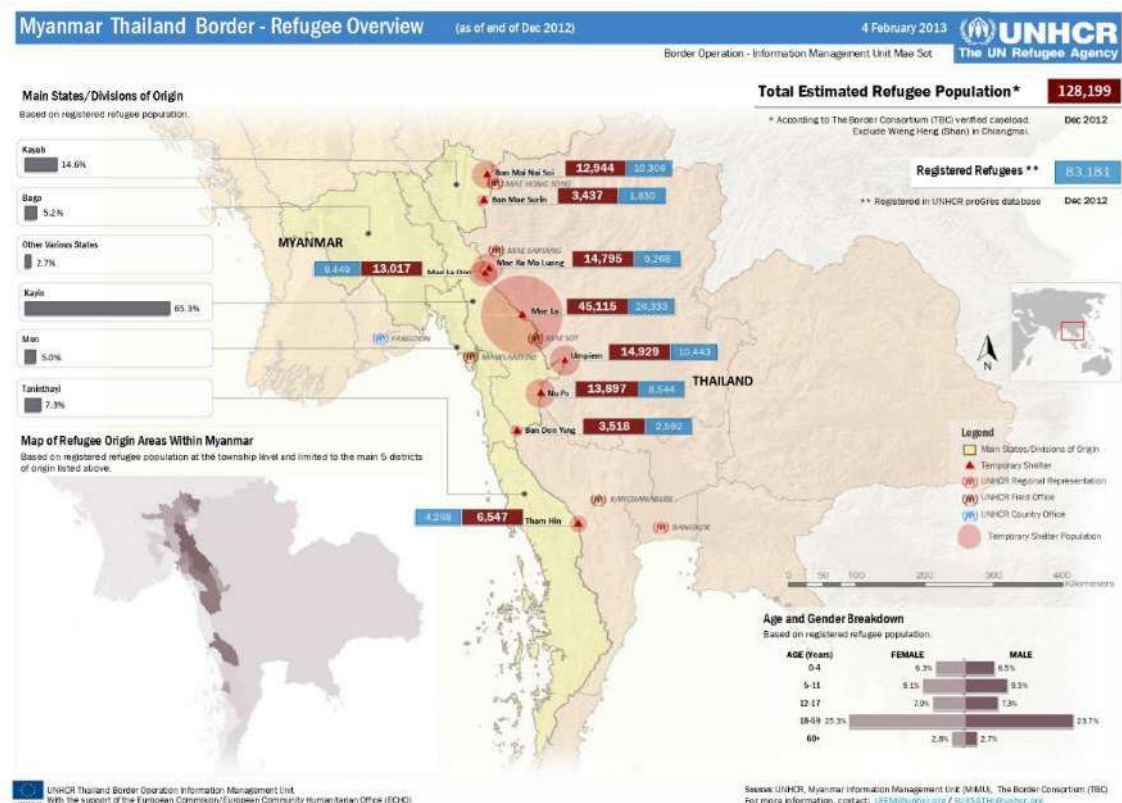 Myanmar Thailand Border - Refugee Overview (as of end of Dec 2012)
4 February 2013
UNHCR
The UN Refugee Agency
Border Operation - Information Management Unit Mae Sot
Main States/Divisions of Origin
Based on registered refugee population.
Kayah
14.6%
Bago
5.2%
Other Various States
2.7%
Kayin
65.3%
Mon
5.0%
Taninthayi
7.3%
Total Estimated Refugee Population* 128,199
* According to The Border Consortium (TBC) verified caseload. Dec 2012
Exclude Wieng Heng (Shan) in Chiangmai.
Registered Refugees ** 83,181
** Registered in UNHCR proGres database Dec 2012
Ban Mai Nai Soi 12,944 10,306
MAE HONG SONG
Ban Mae Surin 3,437 1,830
MYANMAR
MAE SARIANG
Mae Ra Ma Luang 14,795 9,268
9,449 13,017 Mae La Oon
Mae La 45,115
YANGON
MAE SOT
Umpiem 14,929 10,443
Nu Po 13,897 8,544
THAILAND
Ban Don Yang 3,518 2,592
KANCHANABURI
BANGKOK
4,298 6,547 Tham Hin
N
Map of Refugee Origin Areas Within Myanmar
Based on registered refugee population at the township level and limited to the main 5 districts
of origin listed above.
Legend
Main States/Divisions of Origin
Temporary Shelter
UNHCR Regional Representation
UNHCR Field Office
UNHCR Country Office
Temporary Shelter Population
0 50 100 200 300 400
Kilometers
Age and Gender Breakdown
Based on registered refugee population.
AGE (Years) FEMALE MALE
0-4 6.3% 6.5%
5-11 9.1% 9.3%
12-17 7.0% 7.3%
18-59 25.3% 23.7%
60+ 2.8% 2.7%
UNHCR Thailand Border Operation Information Management Unit
With the support of the European Commision/European Community Humanitarian Office (ECHO)
Sources: UNHCR, Myanmar Information Management Unit (MIMU), The Border Consortium (TBC)
For more information, contact: